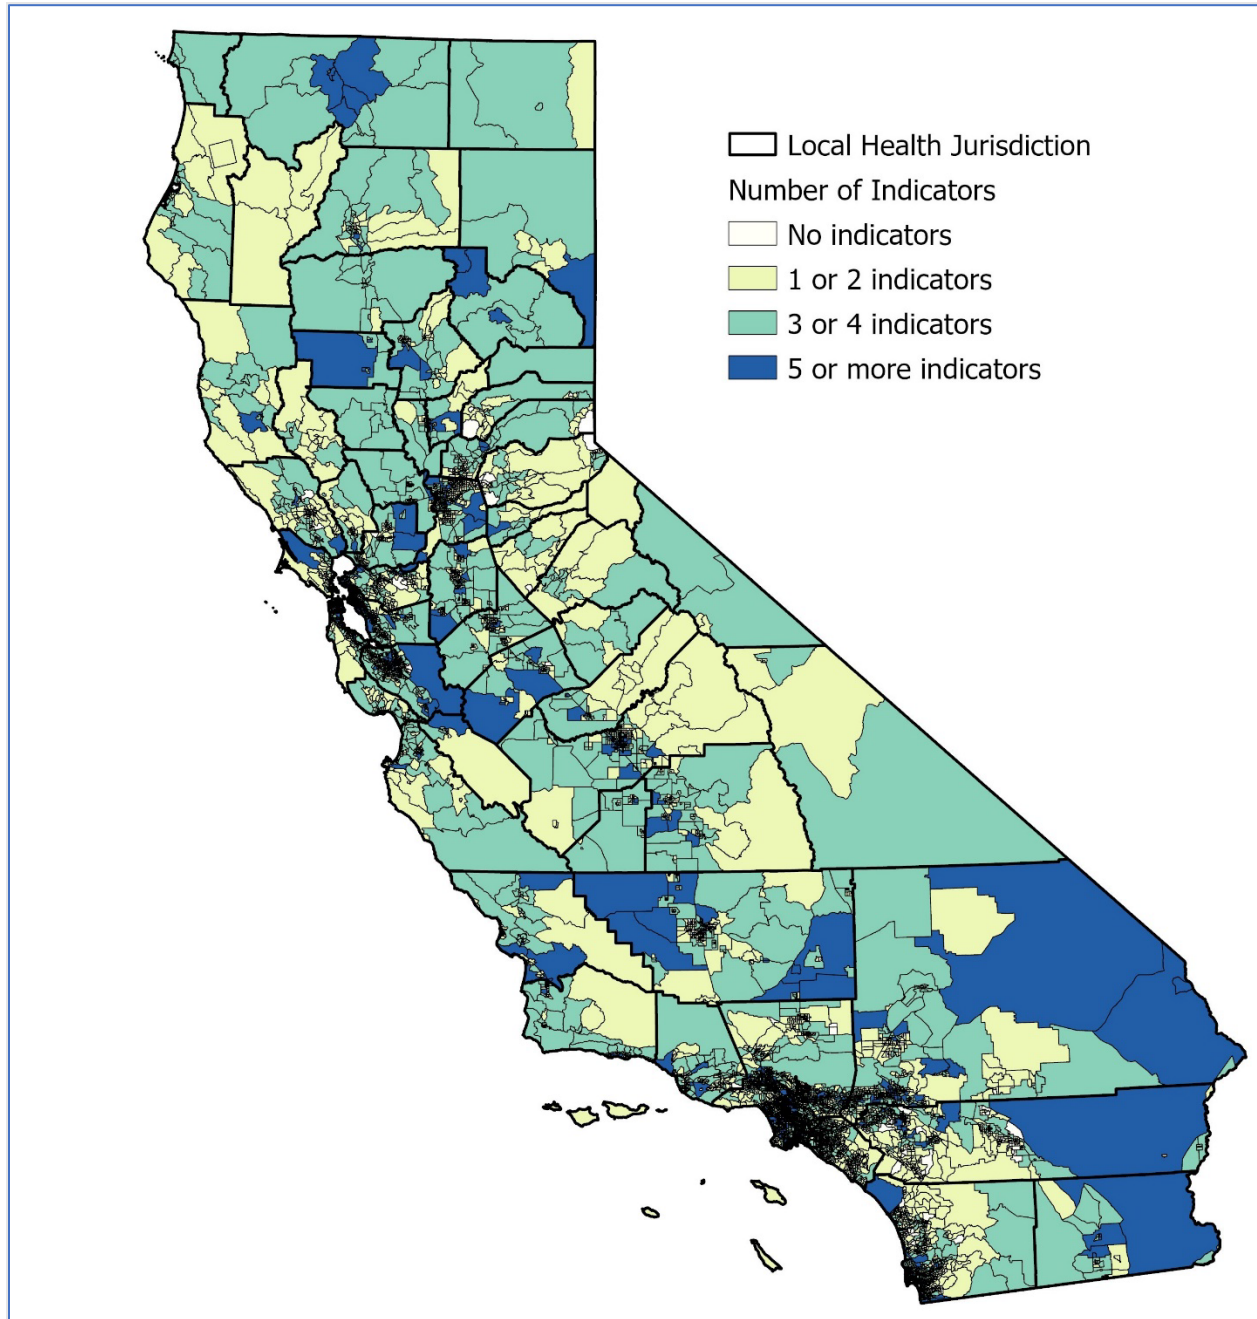 Local Health Jurisdiction
Number of Indicators
No indicators
1 or 2 indicators
3 or 4 indicators
5 or more indicators